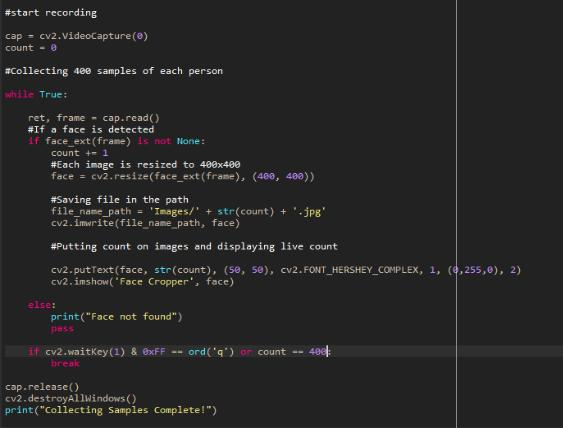 #start recording
cap = cv2.VideoCapture(0)
count = 0
#Collecting 400 samples of each person
while True:
ret, frame = cap.read()
#If a face is detected
if face_ext(frame) is not None:
count += 1
#Each image is resized to 400x400
face = cv2.resize(face_ext(frame), (400, 400))
#Saving file in the path
file_name_path = 'Images/' + str(count) + '.jpg'
cv2.imwrite(file_name_path, face)
#Putting count on images and displaying live count
cv2.putText(face, str(count), (50, 50), cv2.FONT_HERSHEY_COMPLEX, 1, (0,255,0), 2)
cv2.imshow('Face Cropper', face)
else:
print("Face not found")
pass
if cv2.waitKey(1) & 0xFF == ord('q') or count == 400:
break
cap.release()
cv2.destroyAllWindows()
print("Collecting Samples Complete!")